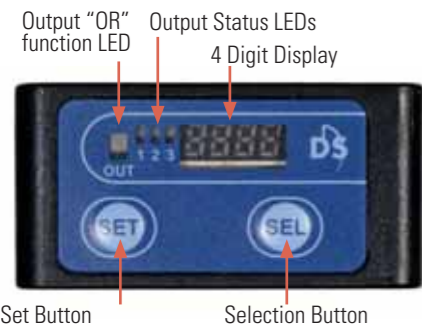 Output “OR”
function LED
Output Status LEDs
4 Digit Display
1 2 3
DS
OUT
SET
SEL
Set Button
Selection Button